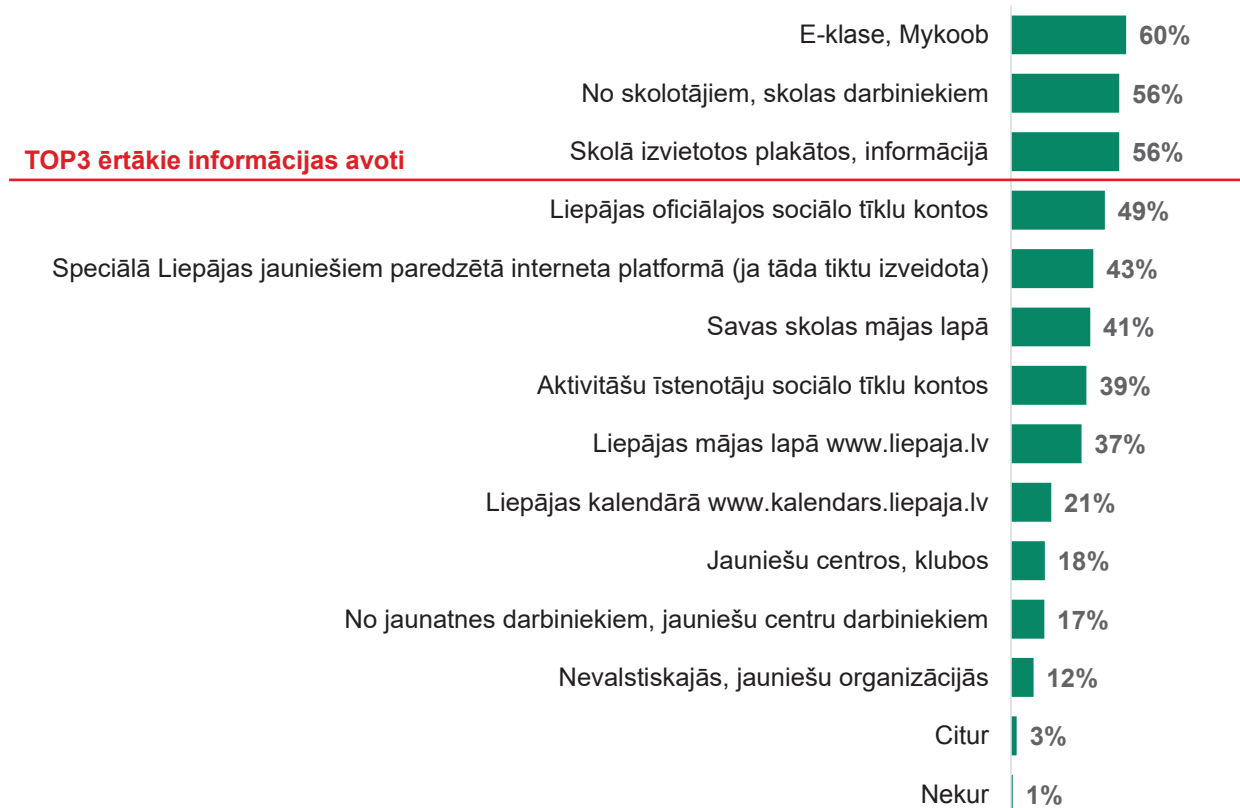 E-klase, Mykoob 60%
No skolotājiem, skolas darbiniekiem 56%
Skolā izvietotos plakātos, informācijā 56%
TOP3 ērtākie informācijas avoti
Liepājas oficiālajos sociālo tīklu kontos 49%
Speciālā Liepājas jauniešiem paredzētā interneta platformā (ja tāda tiktu izveidota) 43%
Savas skolas mājas lapā 41%
Aktivitāšu īstenotāju sociālo tīklu kontos 39%
Liepājas mājas lapā www.liepaja.lv 37%
Liepājas kalendārā www.kalendars.liepaja.lv 21%
Jauniešu centros, klubos 18%
No jaunatnes darbiniekiem, jauniešu centru darbiniekiem 17%
Nevalstiskajās, jauniešu organizācijās 12%
Citur 3%
Nekur 1%